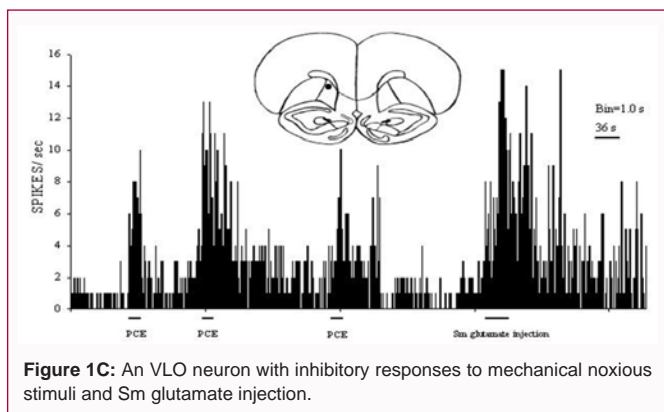 16
14
12
10
8
6
4
2
0
SPIKES/ sec
Bin=1.0 s
36 s
PCE
PCE
PCE
Sm glutamate injection
Figure 1C: An VLO neuron with inhibitory responses to mechanical noxious
stimuli and Sm glutamate injection.